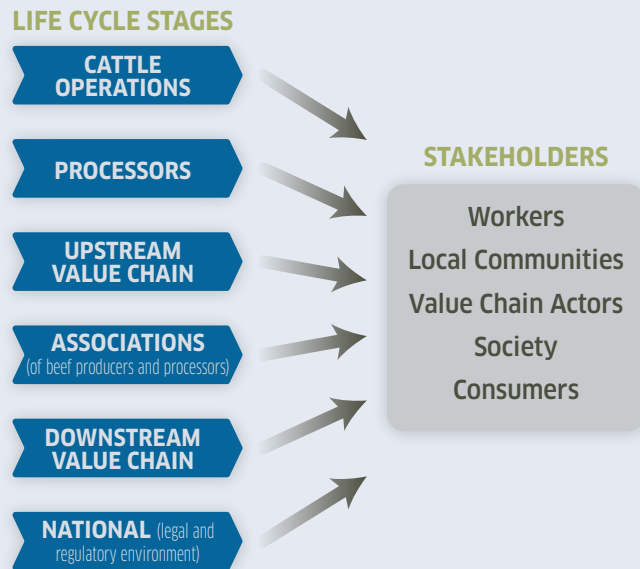 LIFE CYCLE STAGES
CATTLE
OPERATIONS
PROCESSORS
UPSTREAM
VALUE CHAIN
ASSOCIATIONS
(of beef producers and processors)
DOWNSTREAM
VALUE CHAIN
NATIONAL (legal and
regulatory environment)
STAKEHOLDERS
Workers
Local Communities
Value Chain Actors
Society
Consumers